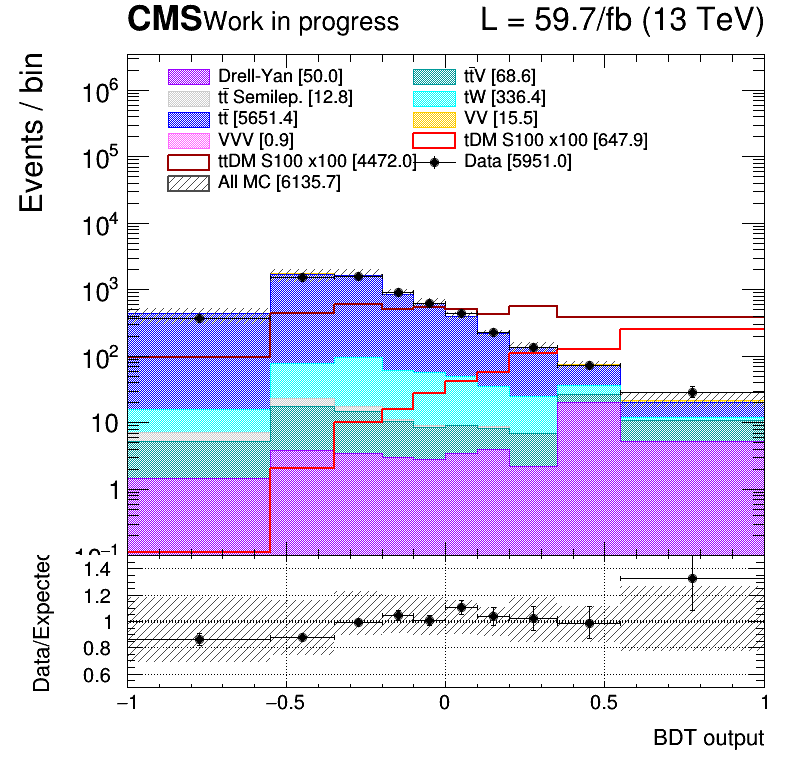 CMS Work in progress L = 59.7/fb (13 TeV)
Events / bin
Drell-Yan [50.0] tt̄V [68.6]
tt̄ Semilep. [12.8] tW [336.4]
tt̄ [5651.4] VV [15.5]
VVV [0.9] tDM S100 x100 [647.9]
ttDM S100 x100 [4472.0] Data [5951.0]
All MC [6135.7]
10⁶
10⁵
10⁴
10³
10²
10
1
10⁻¹
Data/Expected
1.4
1.2
1
0.8
0.6
−1 −0.5 0 0.5 1
BDT output